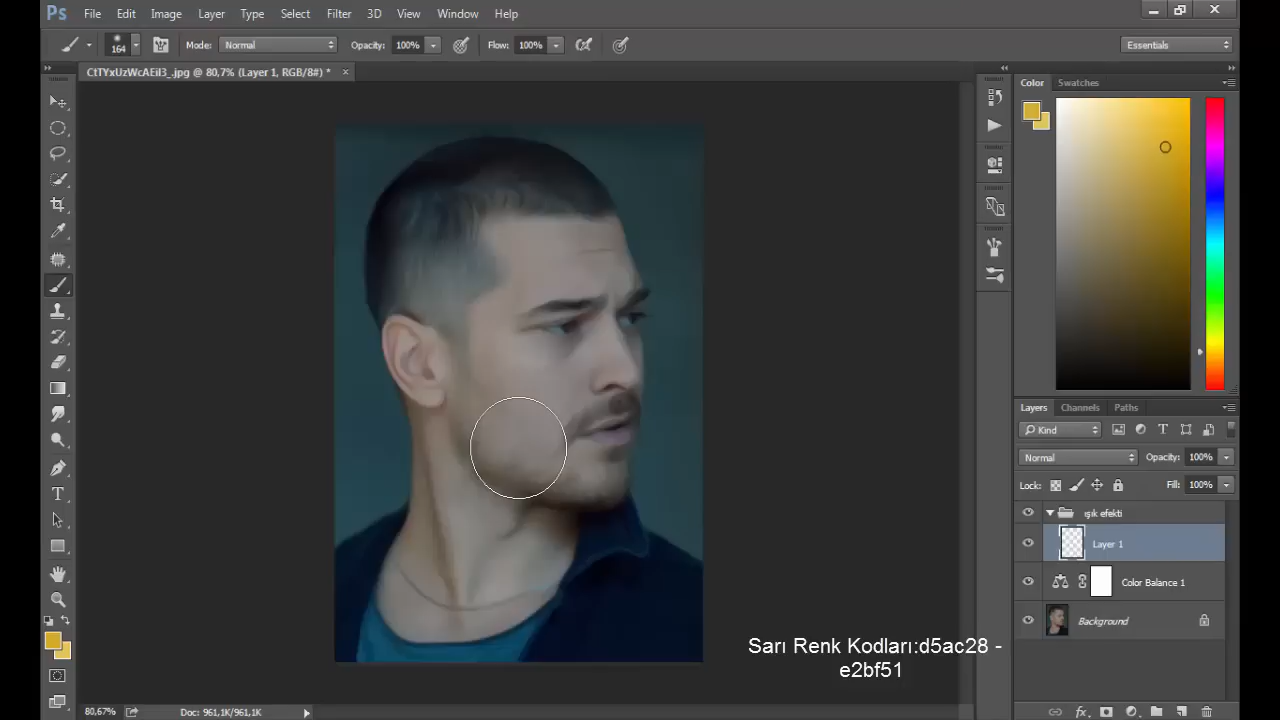 Ps File Edit Image Layer Type Select Filter 3D View Window Help
164 Mode: Normal Opacity: 100% Flow: 100% Essentials
CtTYxUzWcAEiI3_.jpg @ 80,7% (Layer 1, RGB/8#) * ×
Color Swatches
Layers Channels Paths
Kind
Normal Opacity: 100%
Lock: Fill: 100%
ışık efekti
Layer 1
Color Balance 1
Background
Sarı Renk Kodları:d5ac28 -
e2bf51
80,67% Doc: 961,1K/961,1K